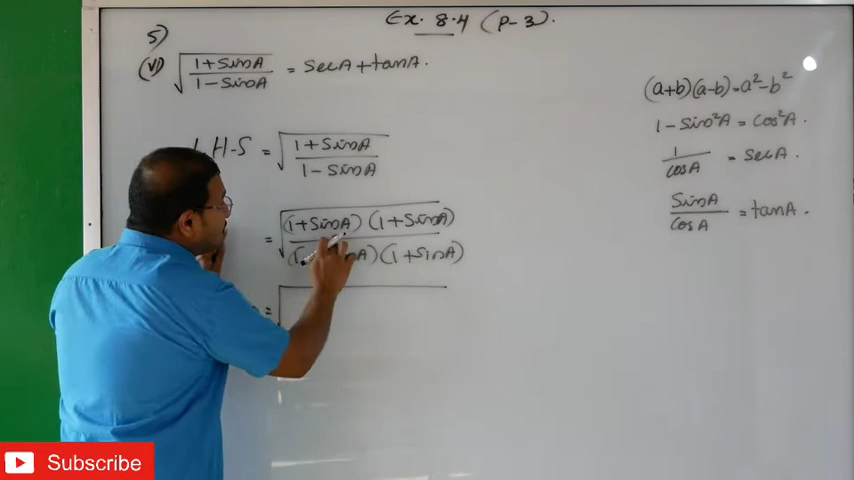 Ex. 8.4 (P-3).
5)
(vi) √(1+SinA / 1-SinA) = SecA+tanA.
L.H.S = √(1+SinA / 1-SinA)
= √((1+SinA) (1+SinA) / (1 A)(1+SinA))
= √
(a+b)(a-b)=a²-b²
1-Sin²A = Cos²A.
1/CosA = SecA.
SinA/CosA = tanA.
Subscribe